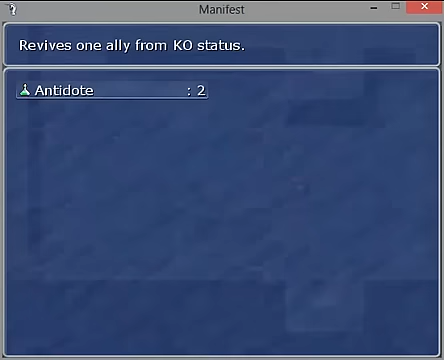 Manifest
Revives one ally from KO status.
Antidote : 2